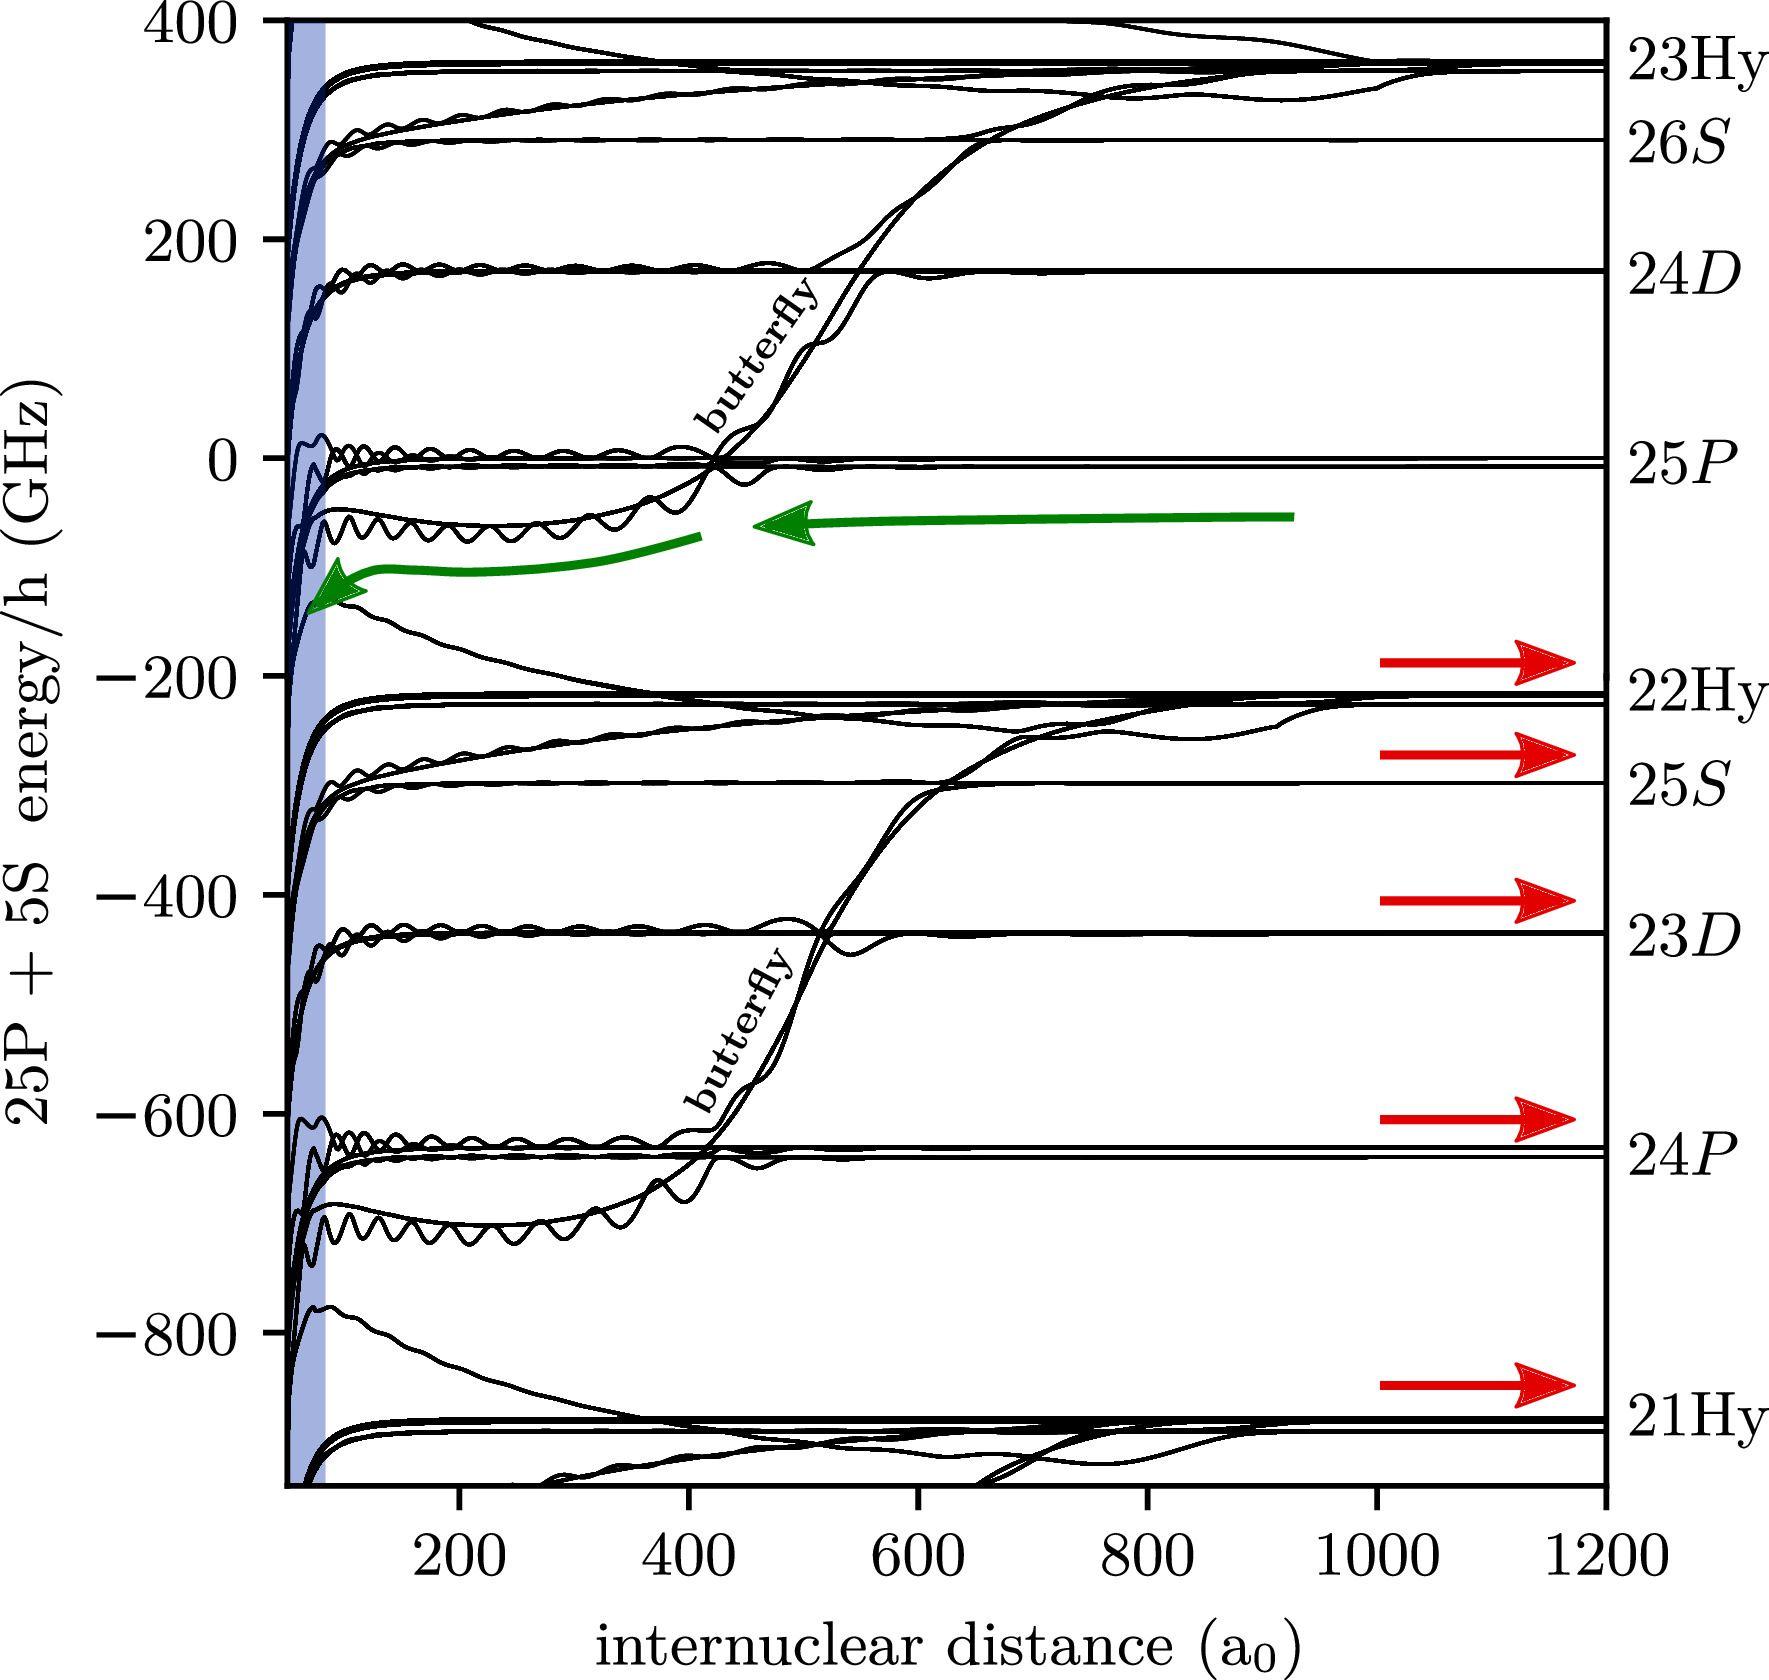 25P + 5S energy/h (GHz)
400
200
0
−200
−400
−600
−800
23Hy
26S
24D
25P
22Hy
25S
23D
24P
21Hy
butterfly
butterfly
200 400 600 800 1000 1200
internuclear distance (a₀)